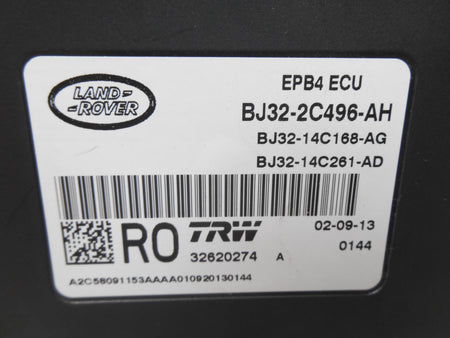 LAND-
-ROVER
EPB4 ECU
BJ32-2C496-AH
BJ32-14C168-AG
BJ32-14C261-AD
RO TRW 02-09-13
32620274 A 0144
A2C58091153AAAA010920130144